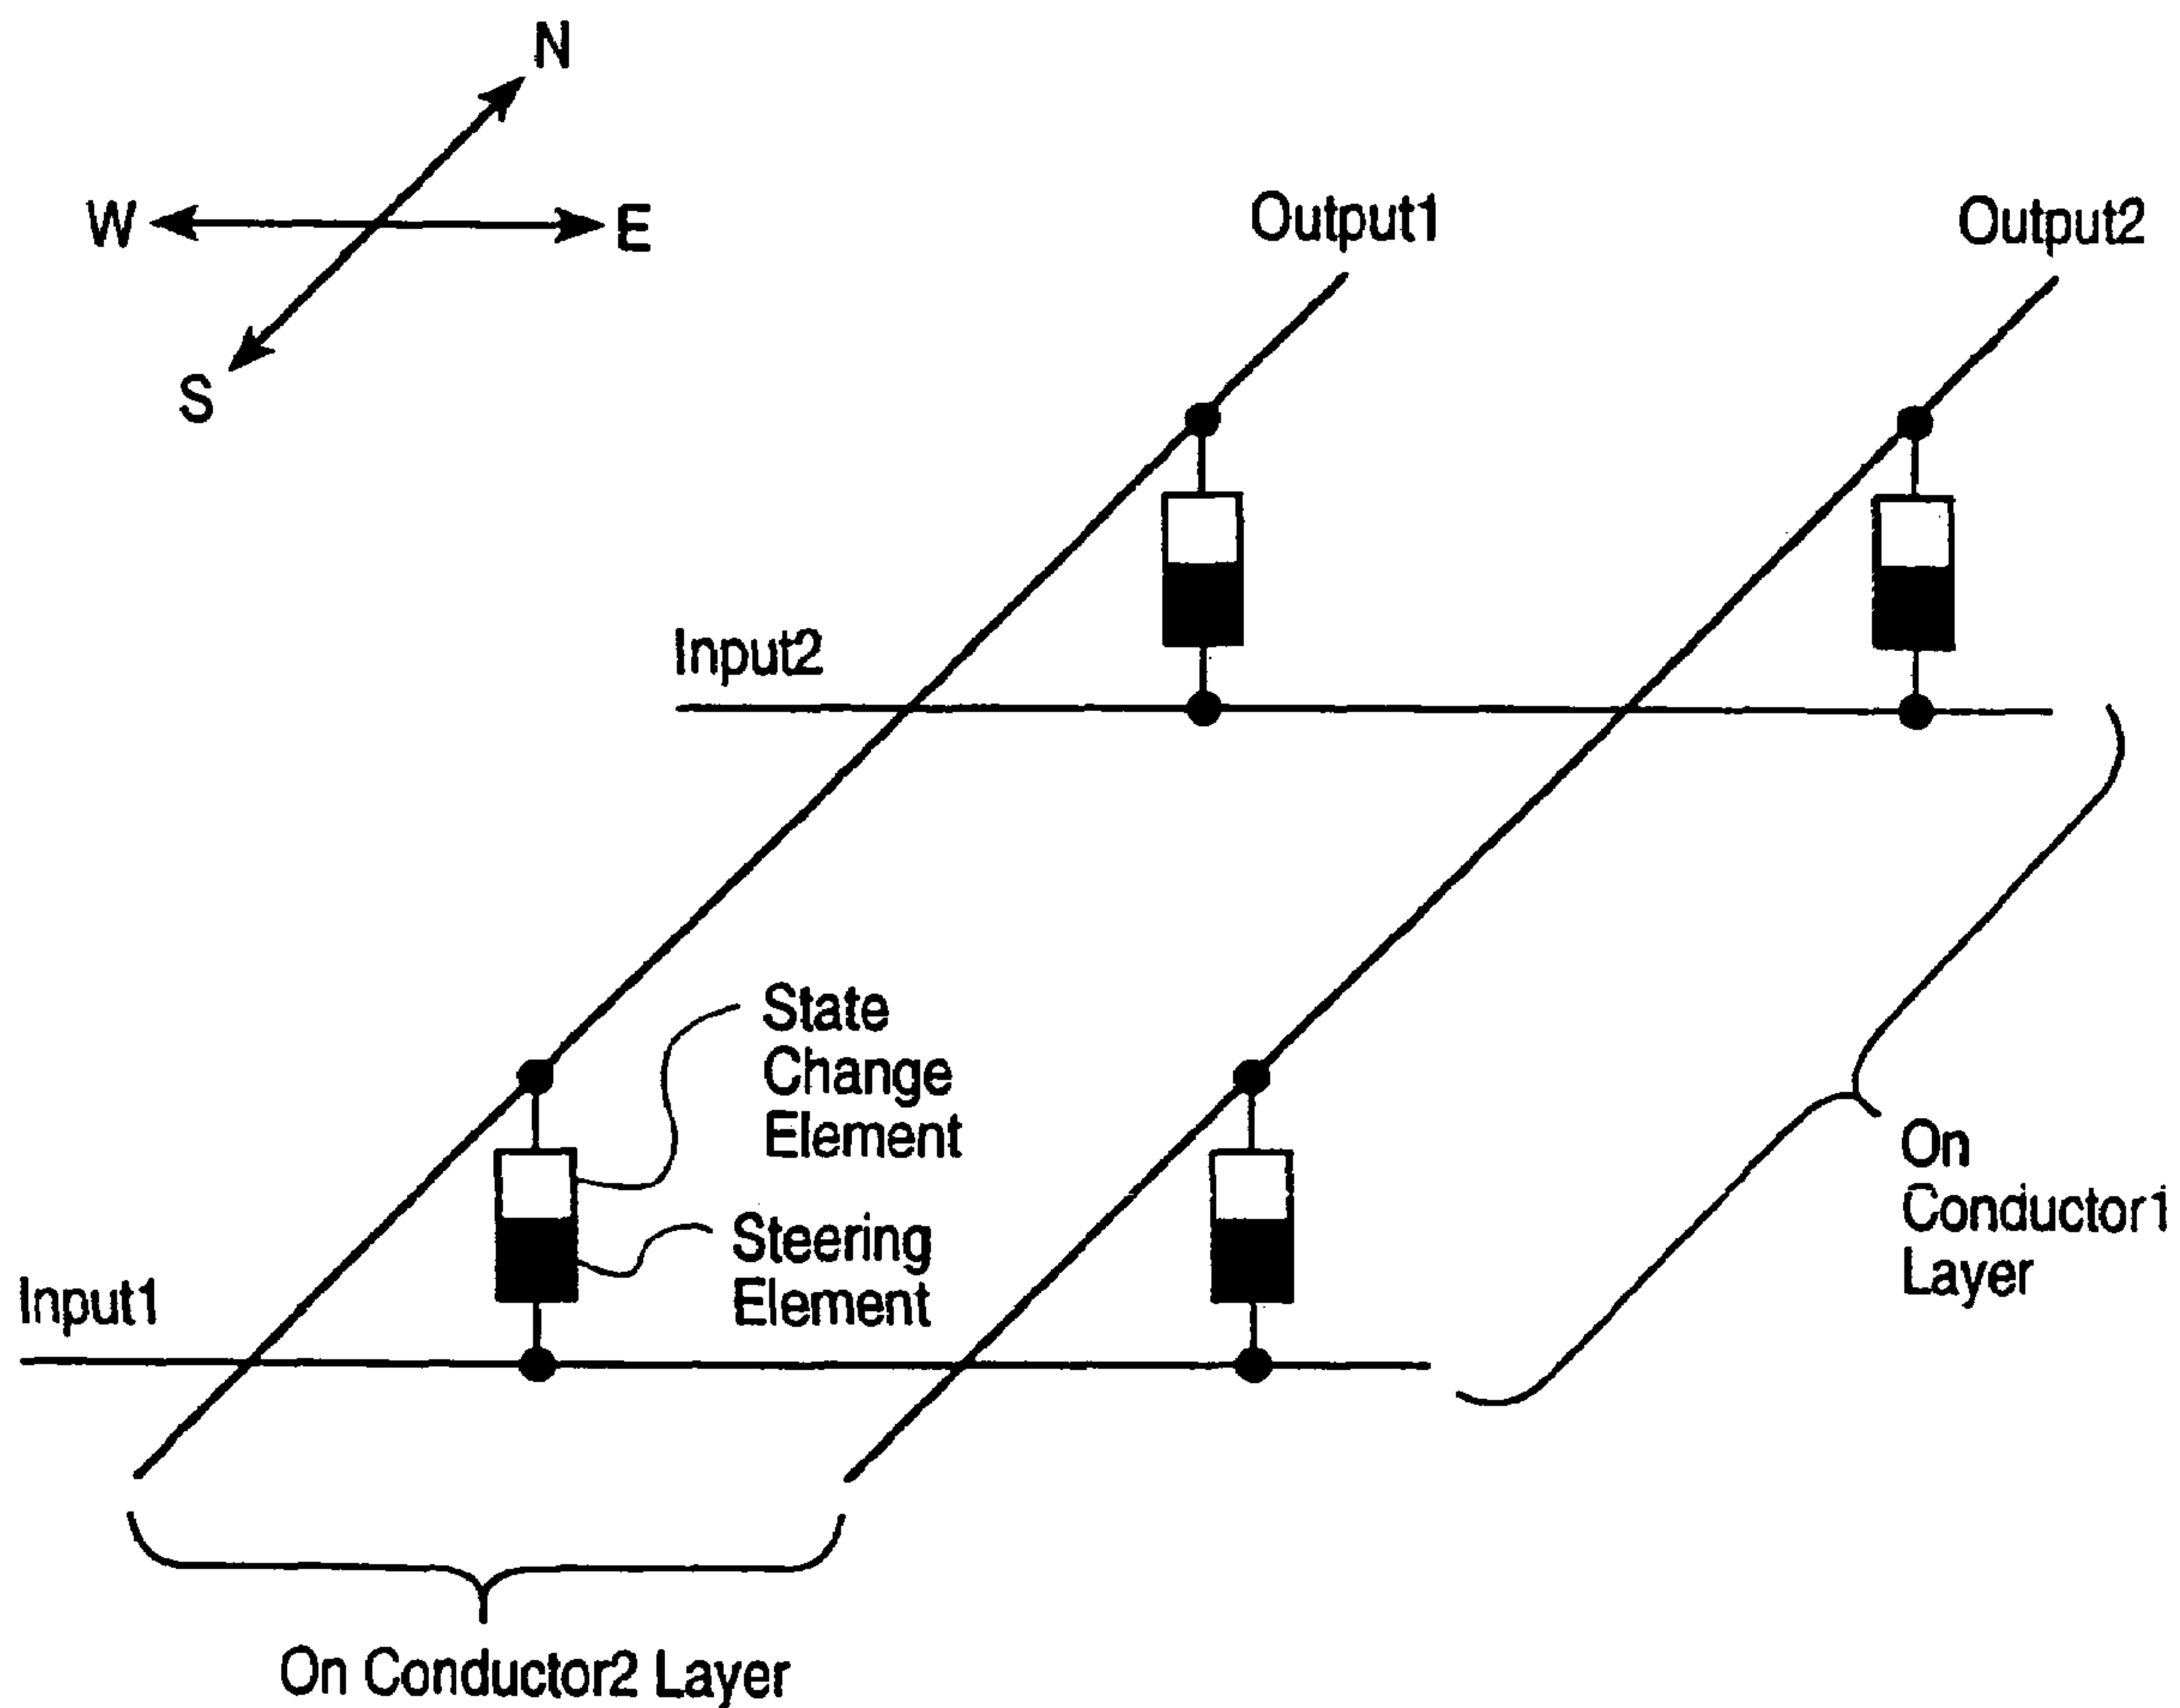 N
W
E
S
Output1
Output2
Input2
State
Change
Element
Steering
Element
On
Conductor1
Layer
Input1
On Conductor2 Layer